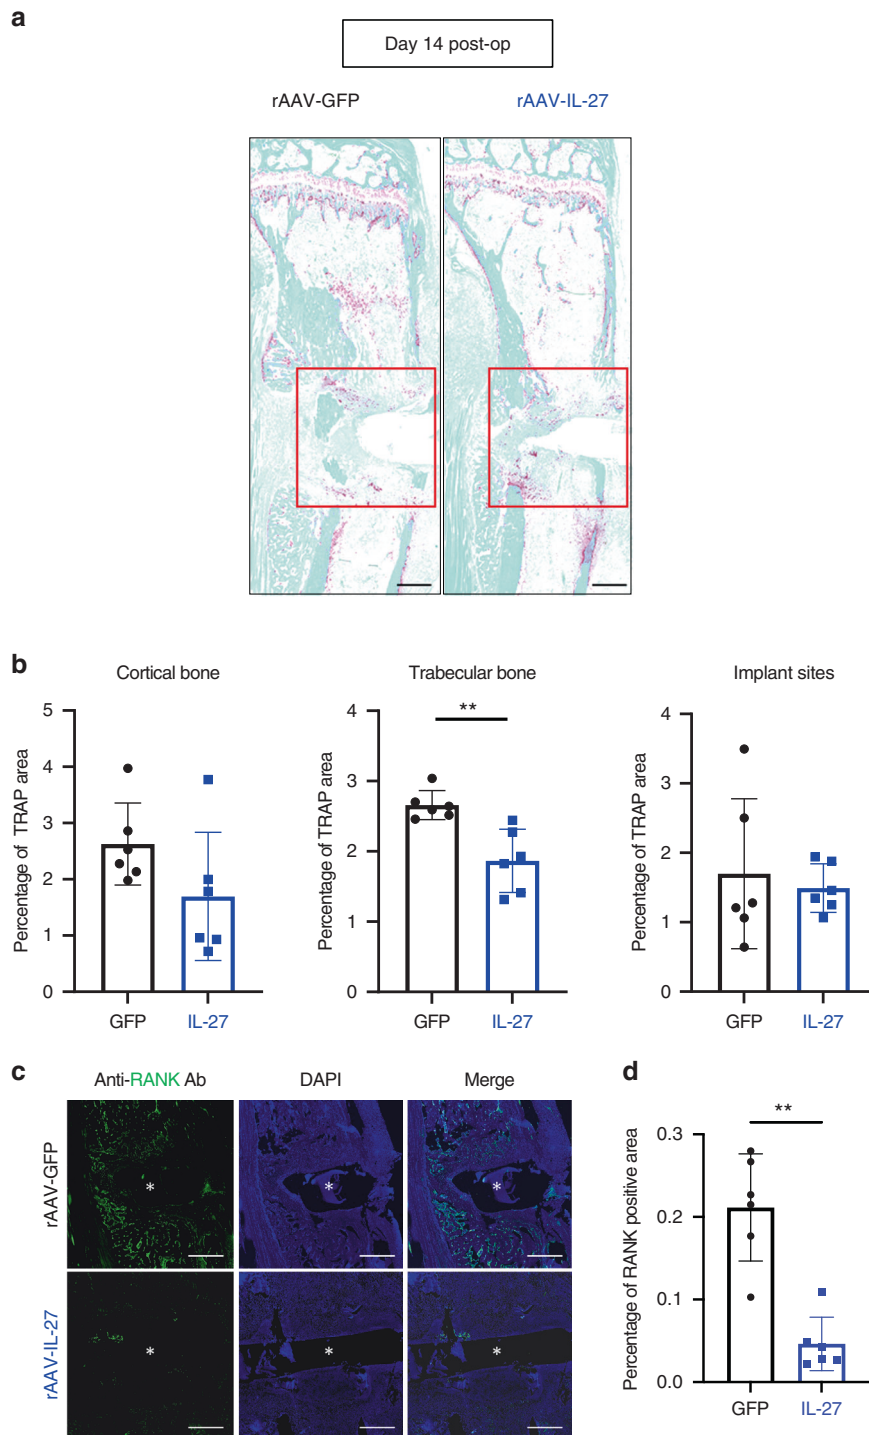 a
Day 14 post-op
rAAV-GFP
rAAV-IL-27
b
Cortical bone
Percentage of TRAP area
5
4
3
2
1
0
GFP
IL-27
Trabecular bone
Percentage of TRAP area
**
4
3
2
1
0
GFP
IL-27
Implant sites
Percentage of TRAP area
4
3
2
1
0
GFP
IL-27
c
Anti-RANK Ab
DAPI
Merge
rAAV-GFP
*
*
*
rAAV-IL-27
*
*
*
d
Percentage of RANK positive area
**
0.3
0.2
0.1
0.0
GFP
IL-27